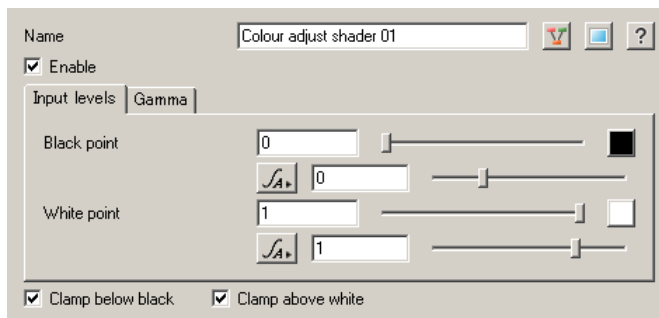 Name Colour adjust shader 01 ?
Enable
Input levels Gamma
Black point 0
A 0
White point 1
A 1
Clamp below black Clamp above white